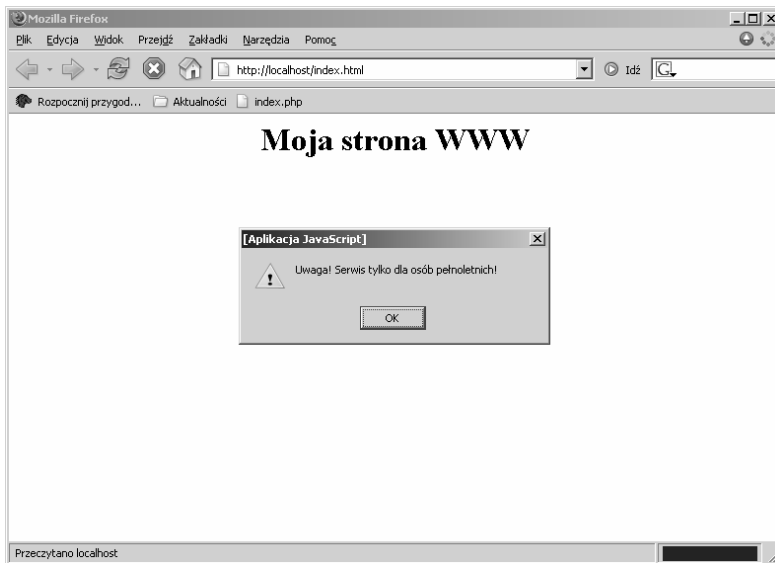 Mozilla Firefox
Plik Edycja Widok Przejdź Zakładki Narzędzia Pomoc
http://localhost/index.html Idź G
Rozpocznij przygod... Aktualności index.php
Moja strona WWW
[Aplikacja JavaScript]
Uwaga! Serwis tylko dla osób pełnoletnich!
OK
Przeczytano localhost